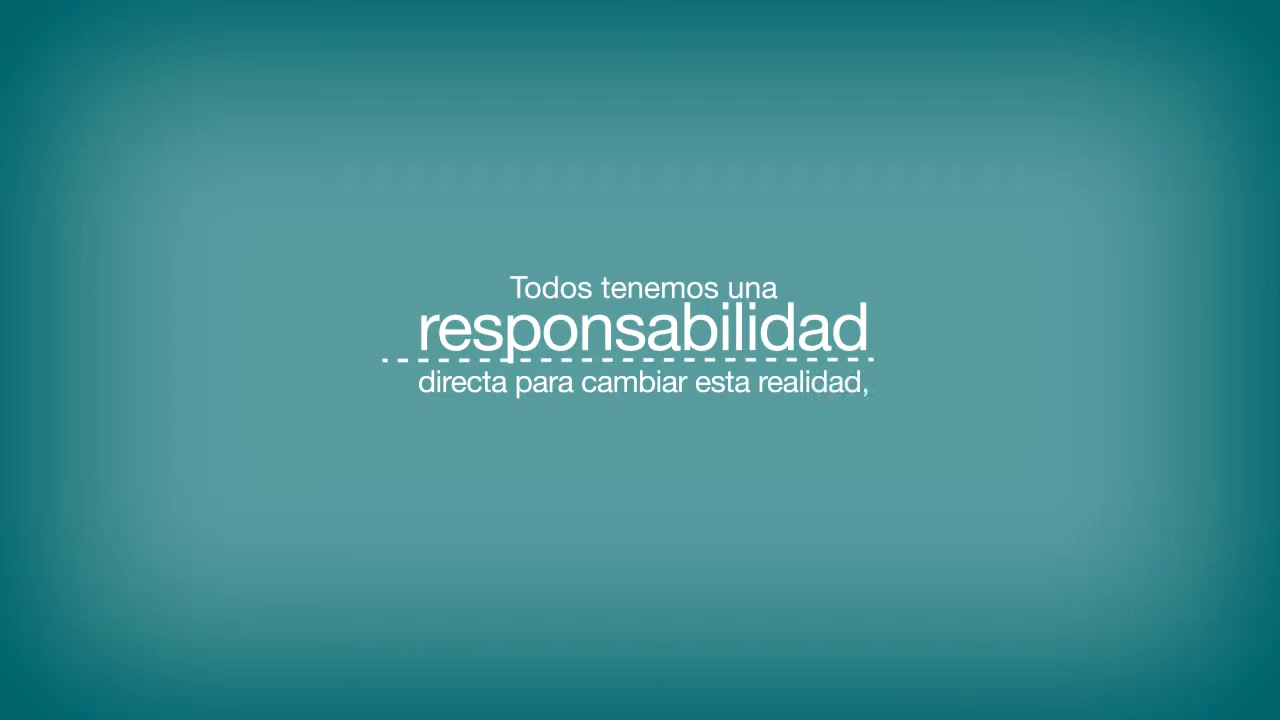 Todos tenemos una
responsabilidad
directa para cambiar esta realidad,